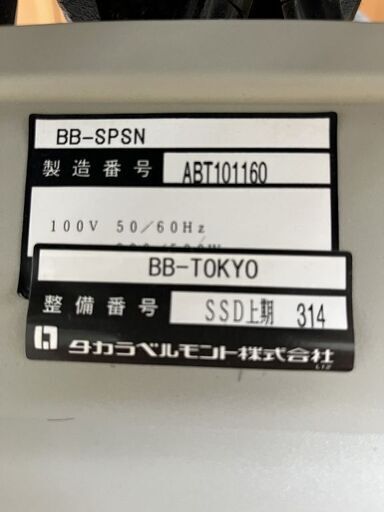 BB-SPSN
製造番号 ABT101160
100V 50/60Hz
BB-TOKYO
整備番号 SSD上期 314
タカラベルモント株式会社